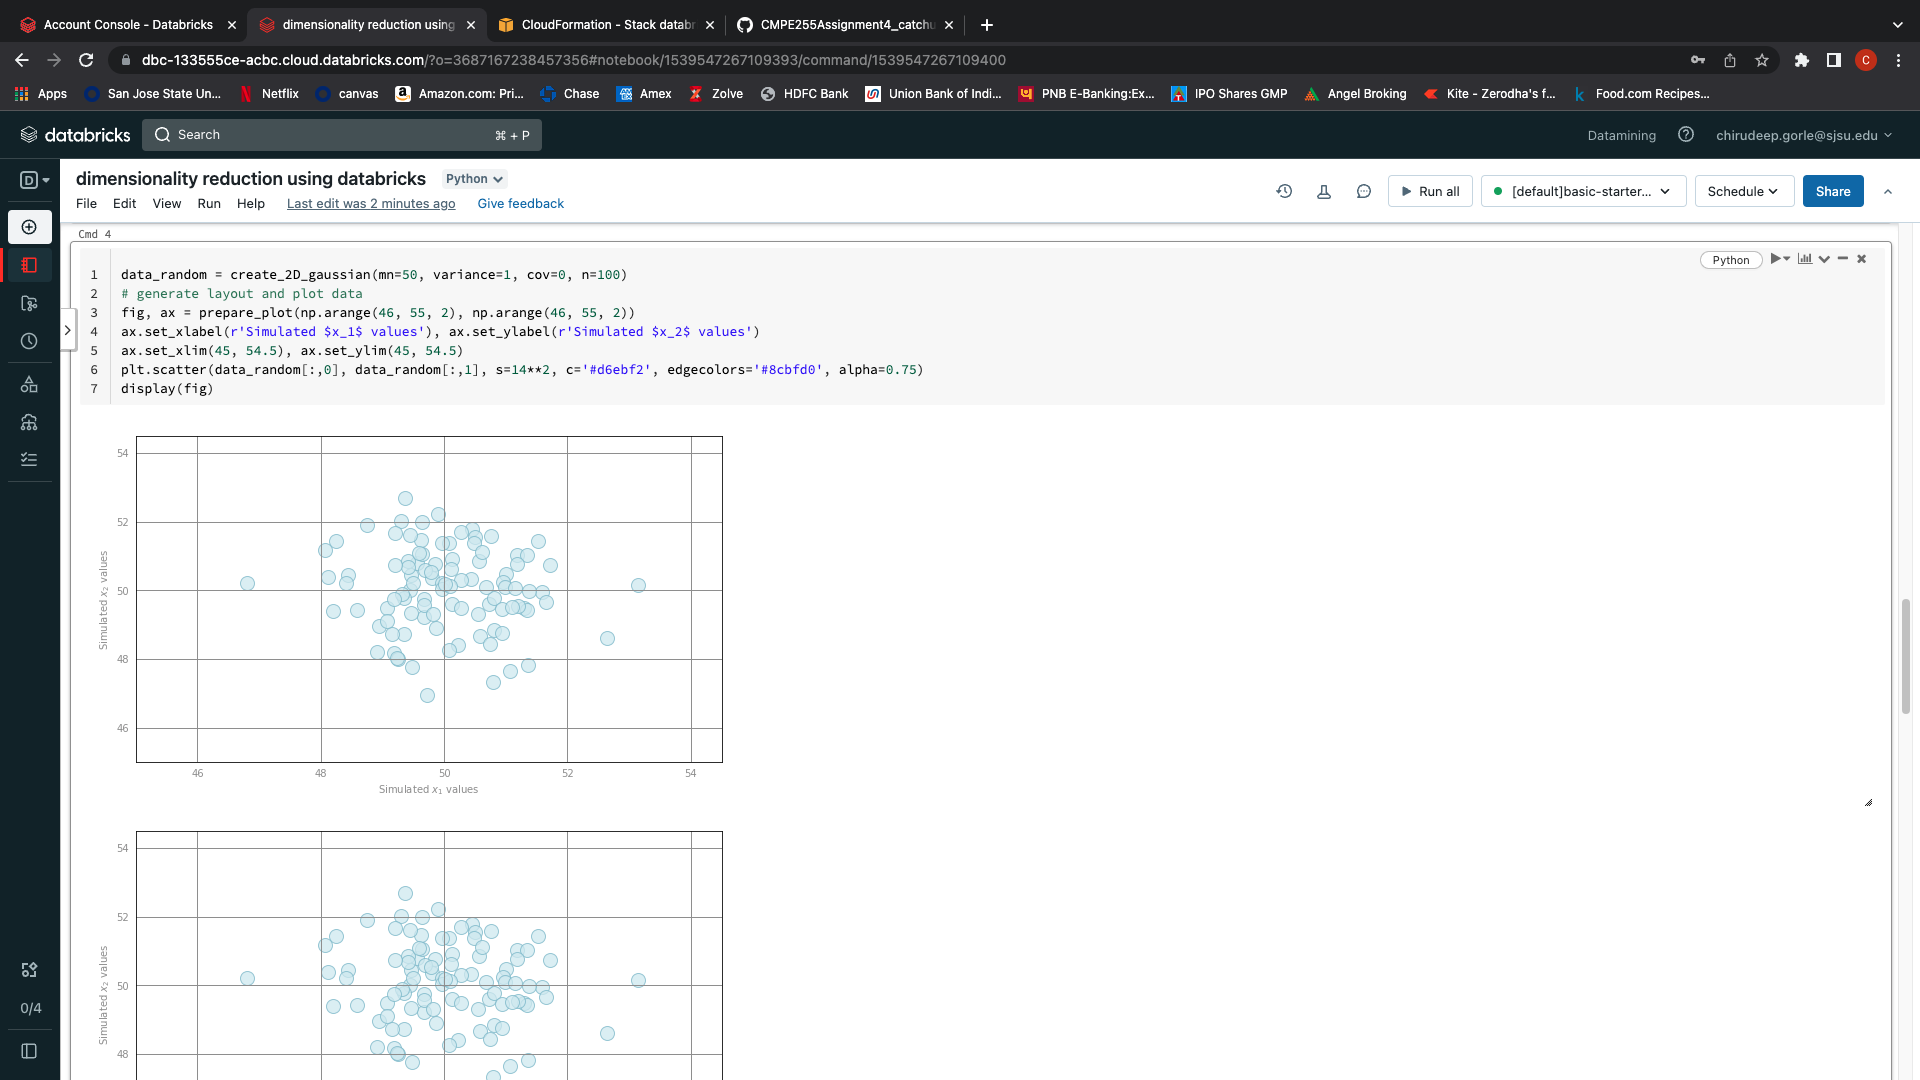 Account Console - Databricks
dimensionality reduction using
CloudFormation - Stack databr
CMPE255Assignment4_catchu
dbc-133555ce-acbc.cloud.databricks.com/?o=3687167238457356#notebook/1539547267109393/command/1539547267109400
C
Apps
San Jose State Un...
Netflix
canvas
Amazon.com: Pri...
Chase
Amex
Zolve
HDFC Bank
Union Bank of Indi...
PNB E-Banking:Ex...
IPO Shares GMP
Angel Broking
Kite - Zerodha's f...
Food.com Recipes...
databricks
Search
⌘ + P
Datamining
chirudeep.gorle@sjsu.edu
D
dimensionality reduction using databricks
Python
File Edit View Run Help Last edit was 2 minutes ago Give feedback
Run all
[default]basic-starter...
Schedule
Share
Cmd 4
Python
1 data_random = create_2D_gaussian(mn=50, variance=1, cov=0, n=100)
2 # generate layout and plot data
3 fig, ax = prepare_plot(np.arange(46, 55, 2), np.arange(46, 55, 2))
4 ax.set_xlabel(r'Simulated $x_1$ values'), ax.set_ylabel(r'Simulated $x_2$ values')
5 ax.set_xlim(45, 54.5), ax.set_ylim(45, 54.5)
6 plt.scatter(data_random[:,0], data_random[:,1], s=14**2, c='#d6ebf2', edgecolors='#8cbfd0', alpha=0.75)
7 display(fig)
54
52
50
48
46
Simulated x₂ values
46 48 50 52 54
Simulated x₁ values
54
52
50
48
Simulated x₂ values
0/4